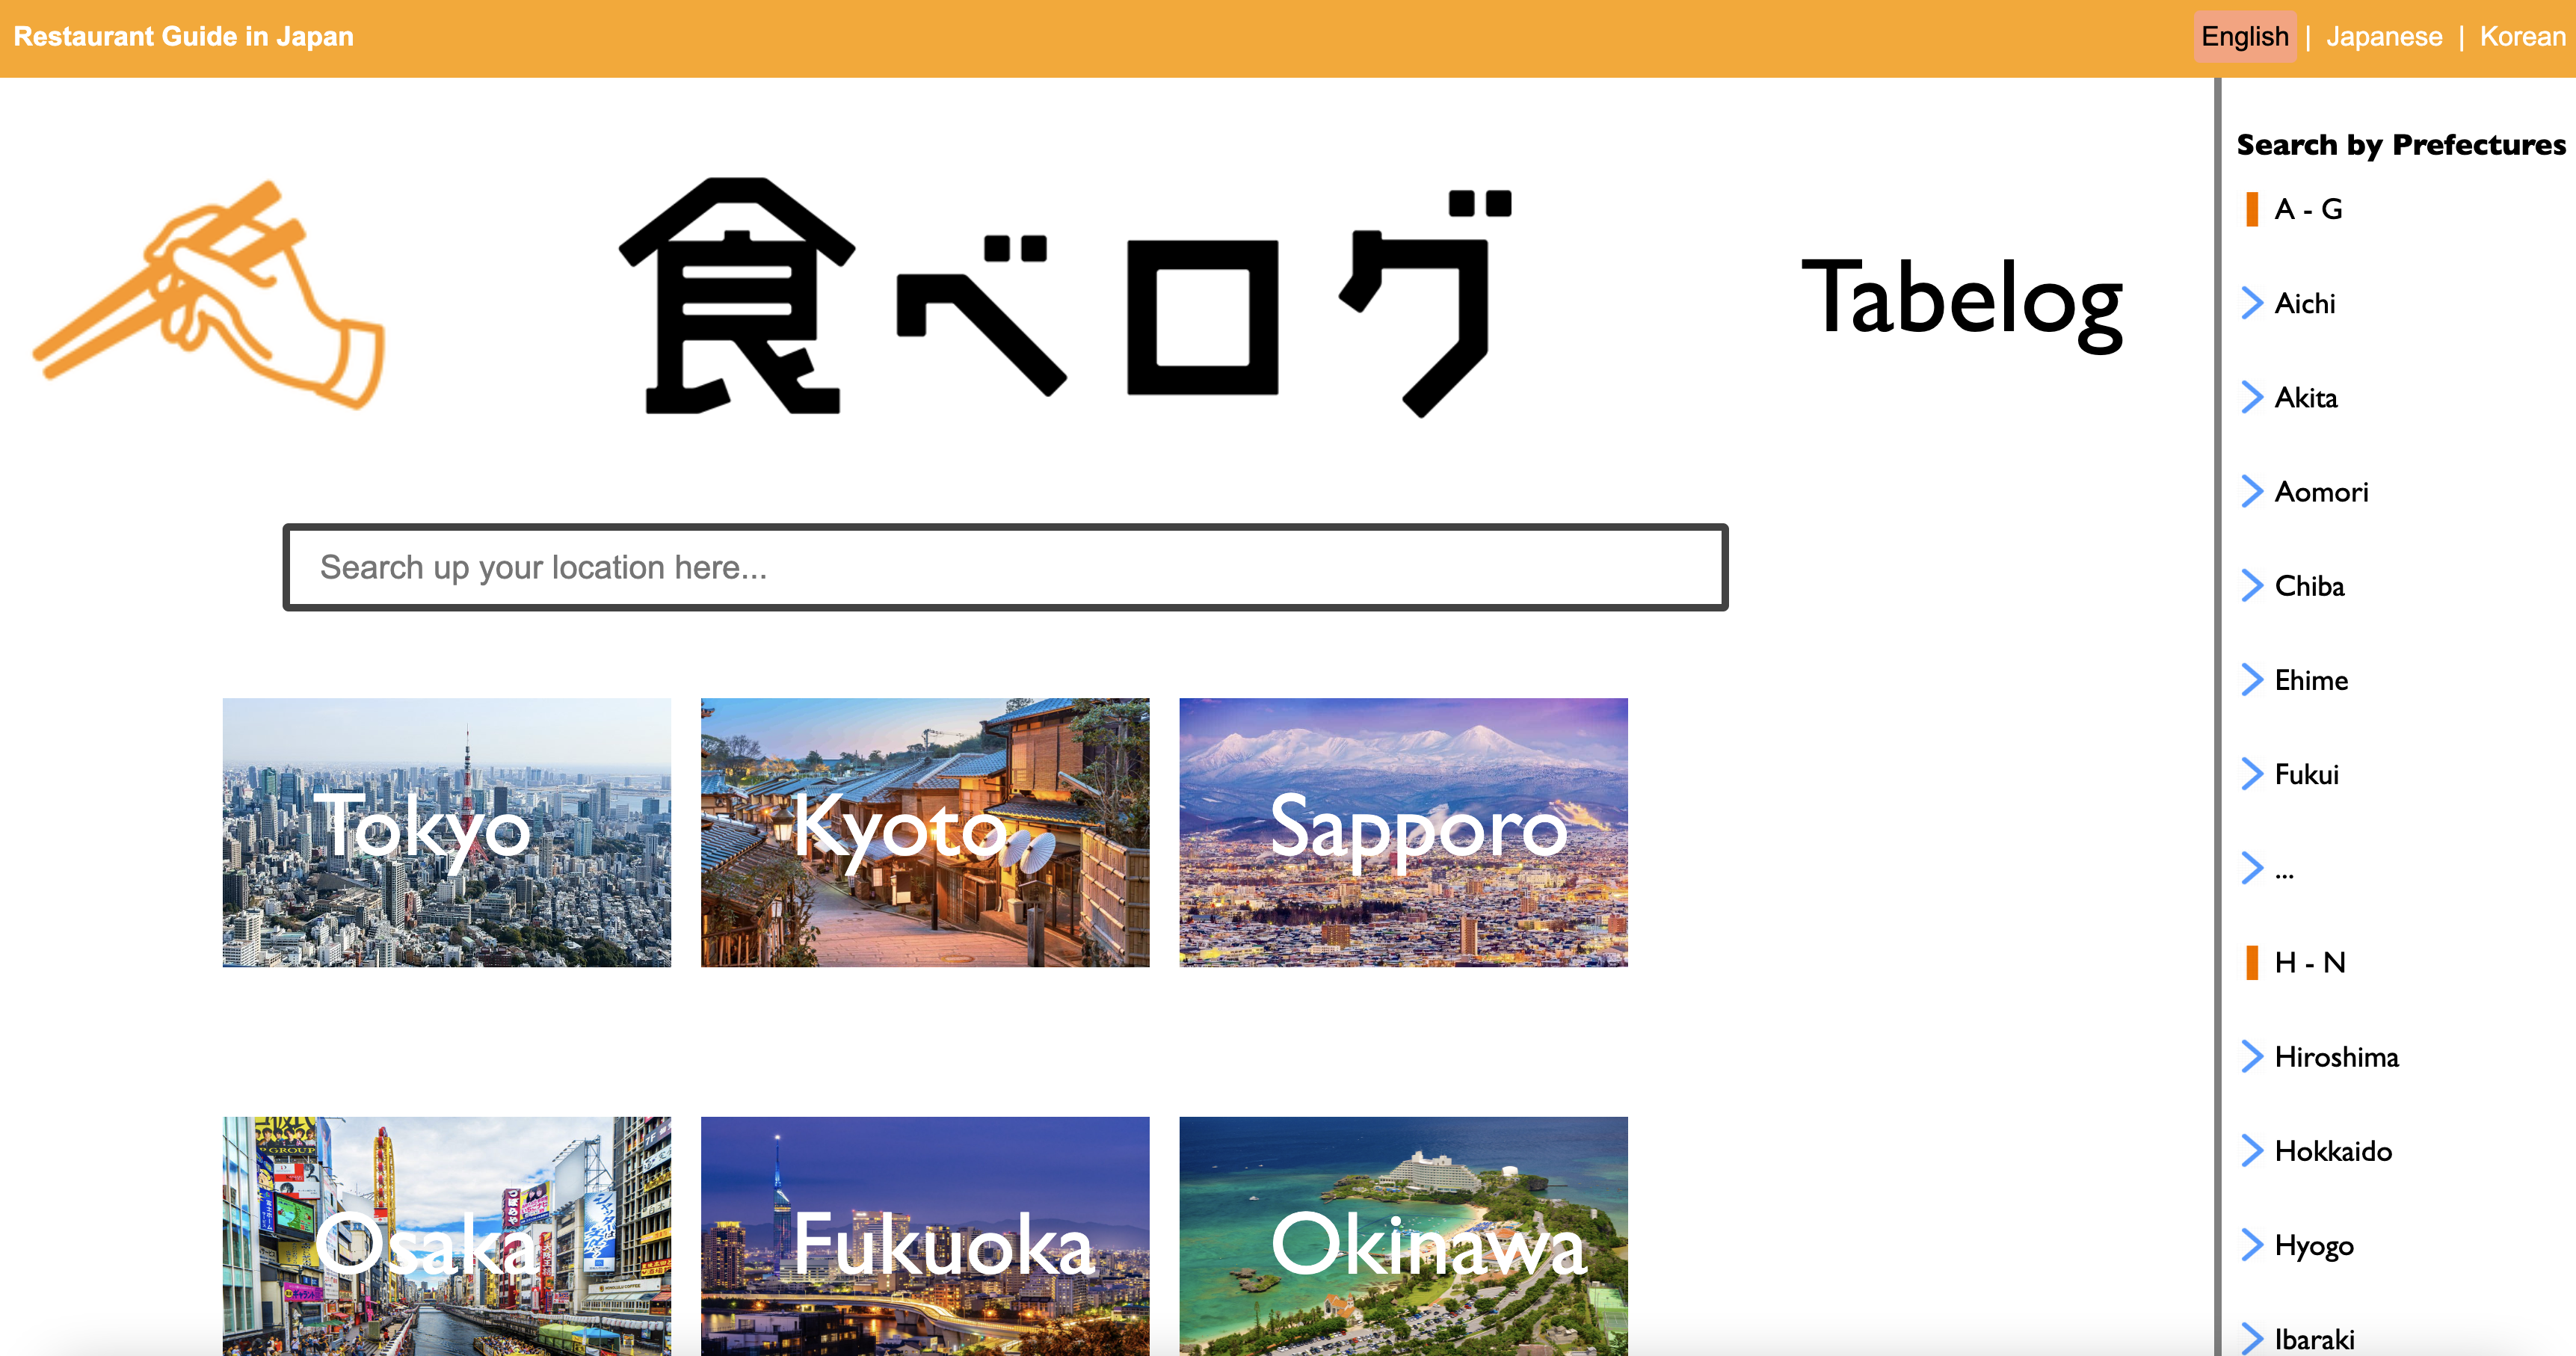 Restaurant Guide in Japan
English | Japanese | Korean
食べログ
Tabelog
Search up your location here...
Tokyo
Kyoto
Sapporo
Osaka
Fukuoka
Okinawa
Search by Prefectures
A - G
Aichi
Akita
Aomori
Chiba
Ehime
Fukui
...
H - N
Hiroshima
Hokkaido
Hyogo
Ibaraki